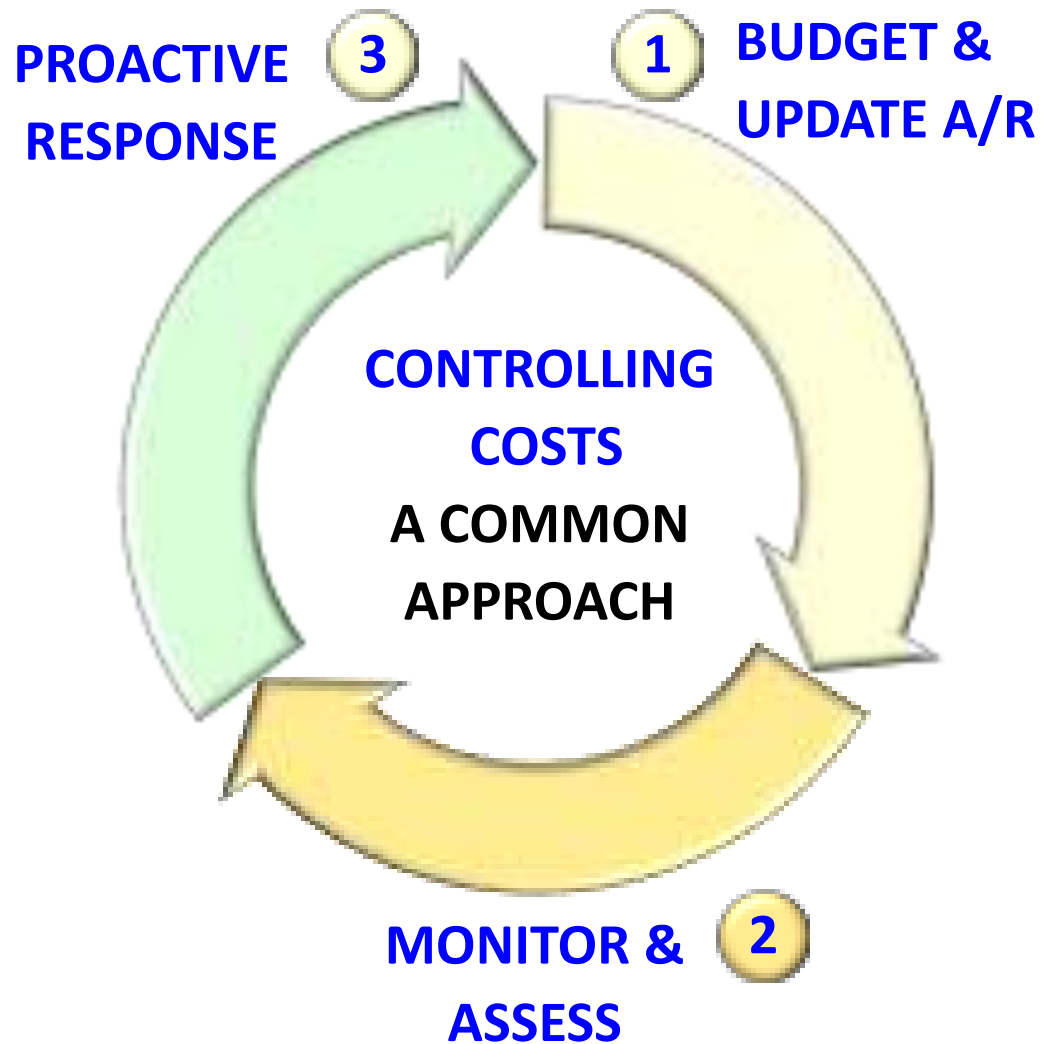 PROACTIVE
RESPONSE
3
1
BUDGET &
UPDATE A/R
CONTROLLING
COSTS
A COMMON
APPROACH
MONITOR &
ASSESS
2